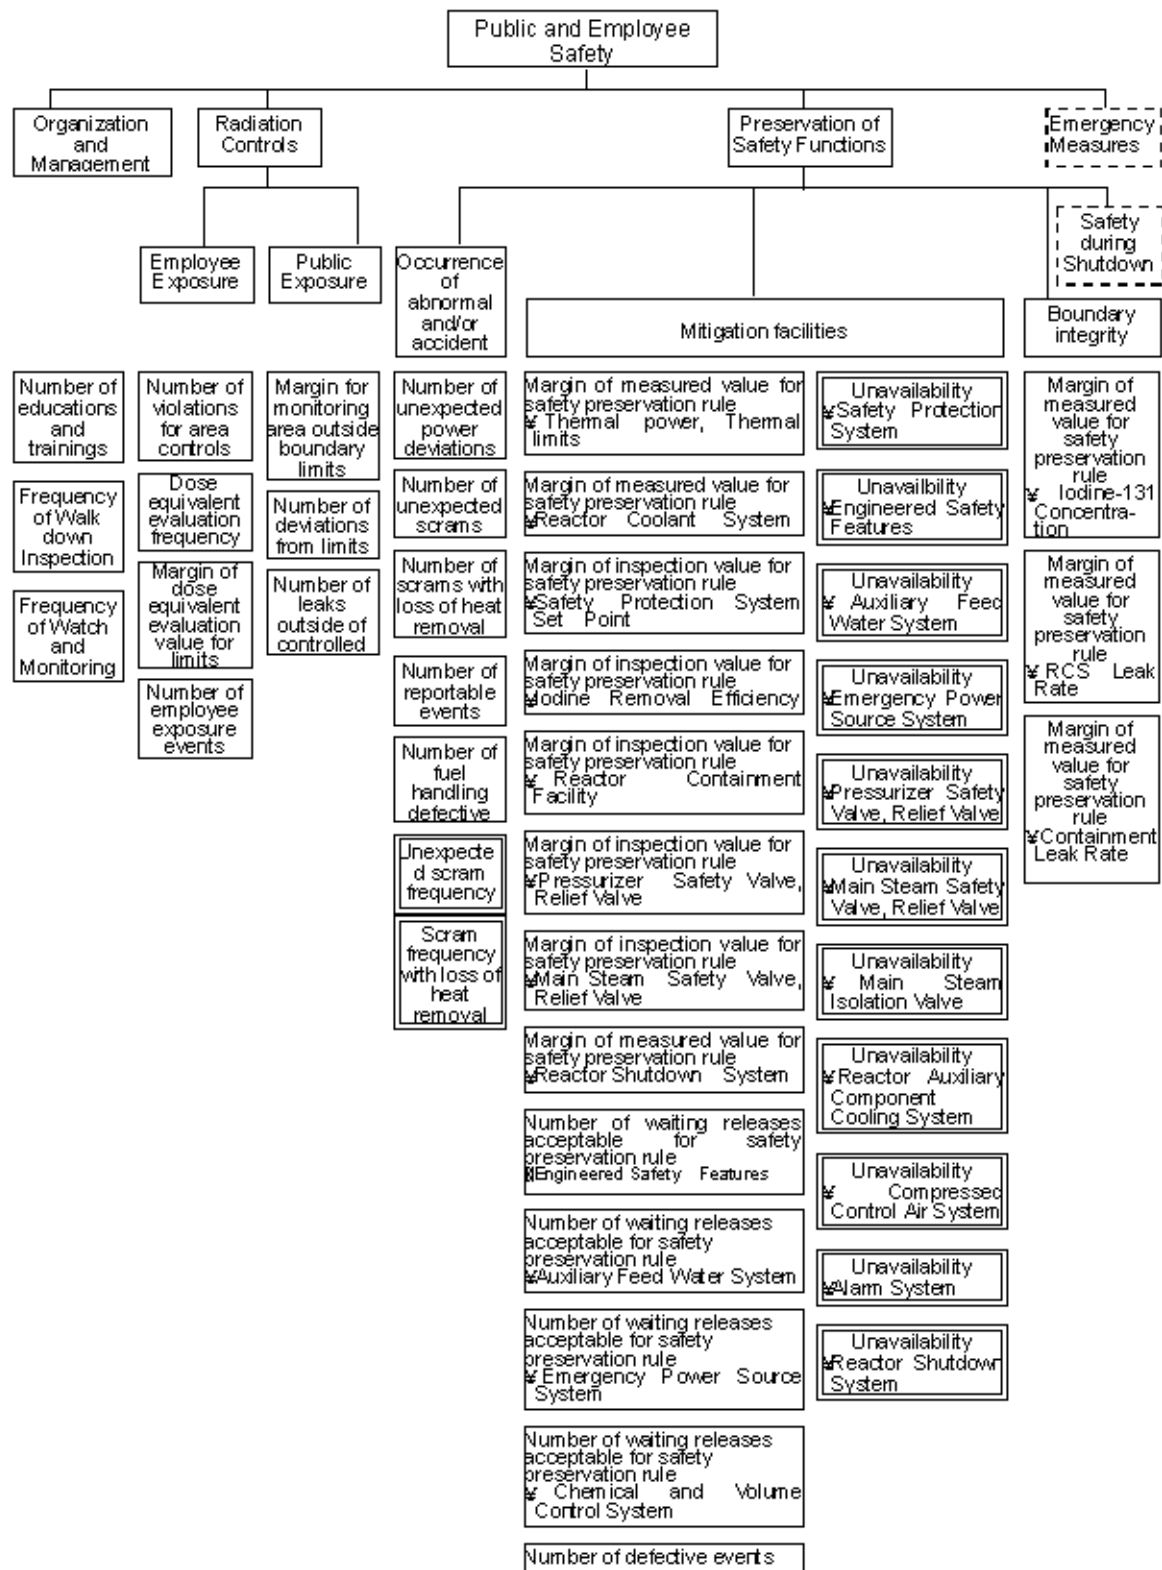 Public and Employee
Safety
Organization
and
Management
Radiation
Controls
Preservation of
Safety Functions
Emergency
Measures
Safety
during
Shutdown
Employee
Exposure
Public
Exposure
Occurrence
of
abnormal
and/or
accident
Mitigation facilities
Boundary
integrity
Number of
educations
and
trainings
Frequency
of Walk
down
Inspection
Frequency
of Watch
and
Monitoring
Number of
violations
for area
controls
Dose
equivalent
evaluation
frequency
Margin of
dose
equivalent
evaluation
value for
limits
Number of
employee
exposure
events
Margin for
monitoring
area outside
boundary
limits
Number of
deviations
from limits
Number of
leaks
outside of
controlled
Number of
unexpected
power
deviations
Number of
unexpected
scrams
Number of
scrams with
loss of heat
removal
Number of
reportable
events
Number of
fuel
handling
defective
Unexpecte
d scram
frequency
Scram
frequency
with loss of
heat
removal
Margin of measured value for
safety preservation rule
¥ Thermal power, Thermal
limits
Margin of measured value for
safety preservation rule
¥Reactor Coolant System
Margin of inspection value for
safety preservation rule
¥Safety Protection System
Set Point
Margin of inspection value for
safety preservation rule
¥Iodine Removal Efficiency
Margin of inspection value for
safety preservation rule
¥ Reactor Containment
Facility
Margin of inspection value for
safety preservation rule
¥Pressurizer Safety Valve,
Relief Valve
Margin of inspection value for
safety preservation rule
¥Main Steam Safety Valve,
Relief Valve
Margin of measured value for
safety preservation rule
¥Reactor Shutdown System
Number of waiting releases
acceptable for safety
preservation rule
Engineered Safety Features
Number of waiting releases
acceptable for safety
preservation rule
¥Auxiliary Feed Water System
Number of waiting releases
acceptable for safety
preservation rule
¥ Emergency Power Source
System
Number of waiting releases
acceptable for safety
preservation rule
¥ Chemical and Volume
Control System
Number of defective events
Unavailability
¥Safety Protection
System
Unavailbility
¥Engineered Safety
Features
Unavailability
¥ Auxiliary Feed
Water System
Unavailability
¥Emergency Power
Source System
Unavailability
¥Pressurizer Safety
Valve, Relief Valve
Unavailability
¥Main Steam Safety
Valve, Relief Valve
Unavailability
¥ Main Steam
Isolation Valve
Unavailability
¥Reactor Auxiliary
Component
Cooling System
Unavailability
¥ Compressed
Control Air System
Unavailability
¥Alarm System
Unavailability
¥Reactor Shutdown
System
Margin of
measured
value for
safety
preservation
rule
¥ Iodine-131
Concentra-
tion
Margin of
measured
value for
safety
preservation
rule
¥ RCS Leak
Rate
Margin of
measured
value for
safety
preservation
rule
¥Containment
Leak Rate